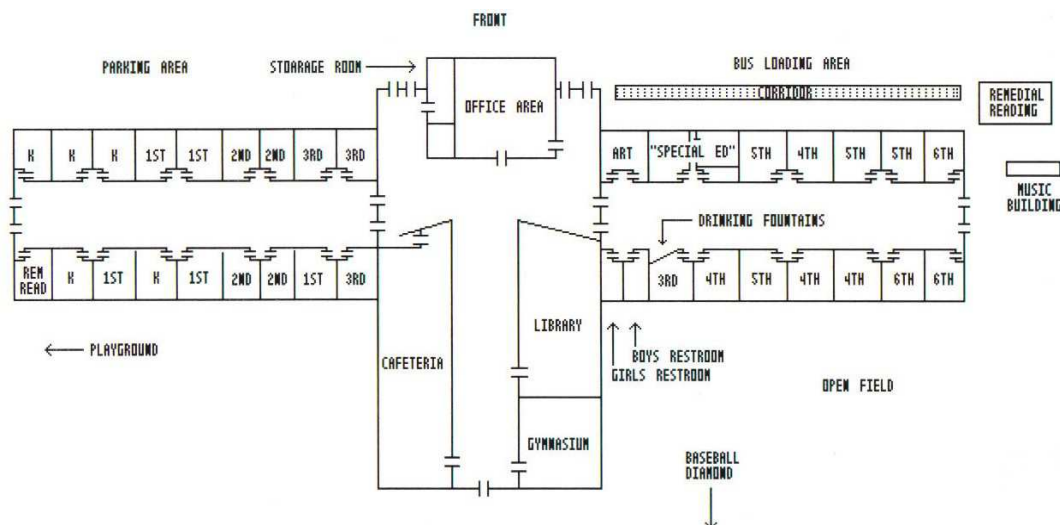 FRONT
PARKING AREA
STOARAGE ROOM
BUS LOADING AREA
OFFICE AREA
CORRIDOR
REMEDIAL
READING
K K K 1ST 1ST 2ND 2ND 3RD 3RD
ART "SPECIAL ED" 5TH 4TH 5TH 5TH 6TH
MUSIC
BUILDING
DRINKING FOUNTAINS
REM
READ
K 1ST K 1ST 2ND 2ND 1ST 3RD
3RD 4TH 5TH 4TH 4TH 6TH 6TH
LIBRARY
PLAYGROUND
CAFETERIA
BOYS RESTROOM
GIRLS RESTROOM
OPEN FIELD
GYMNASIUM
BASEBALL
DIAMOND